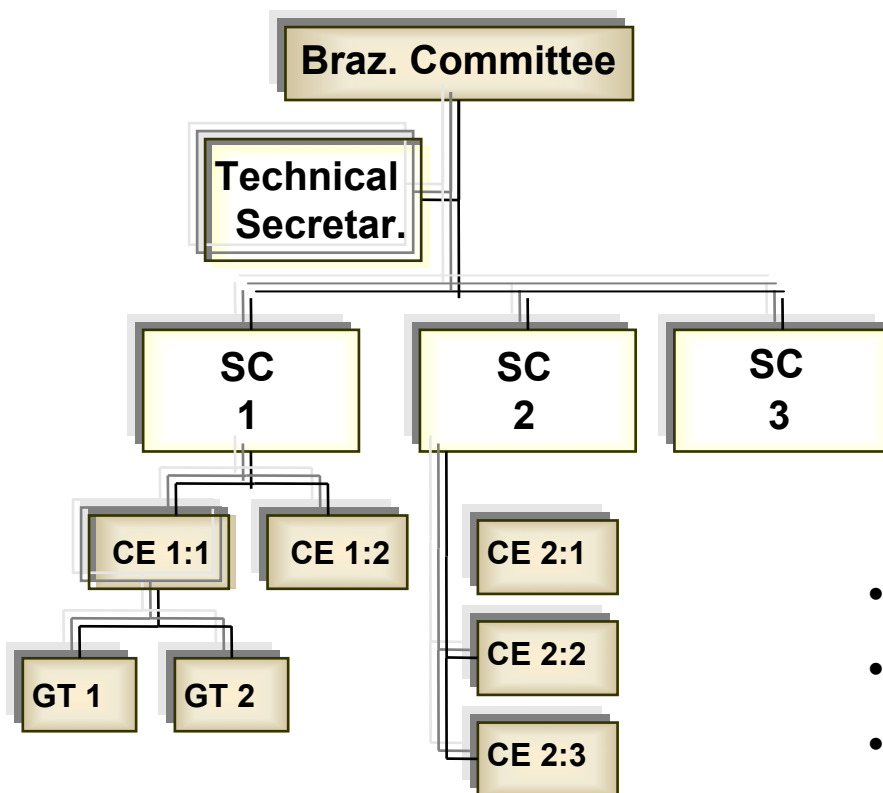 Braz. Committee
Technical
Secretar.
SC
1
SC
2
SC
3
CE 1:1
CE 1:2
CE 2:1
CE 2:2
CE 2:3
GT 1
GT 2